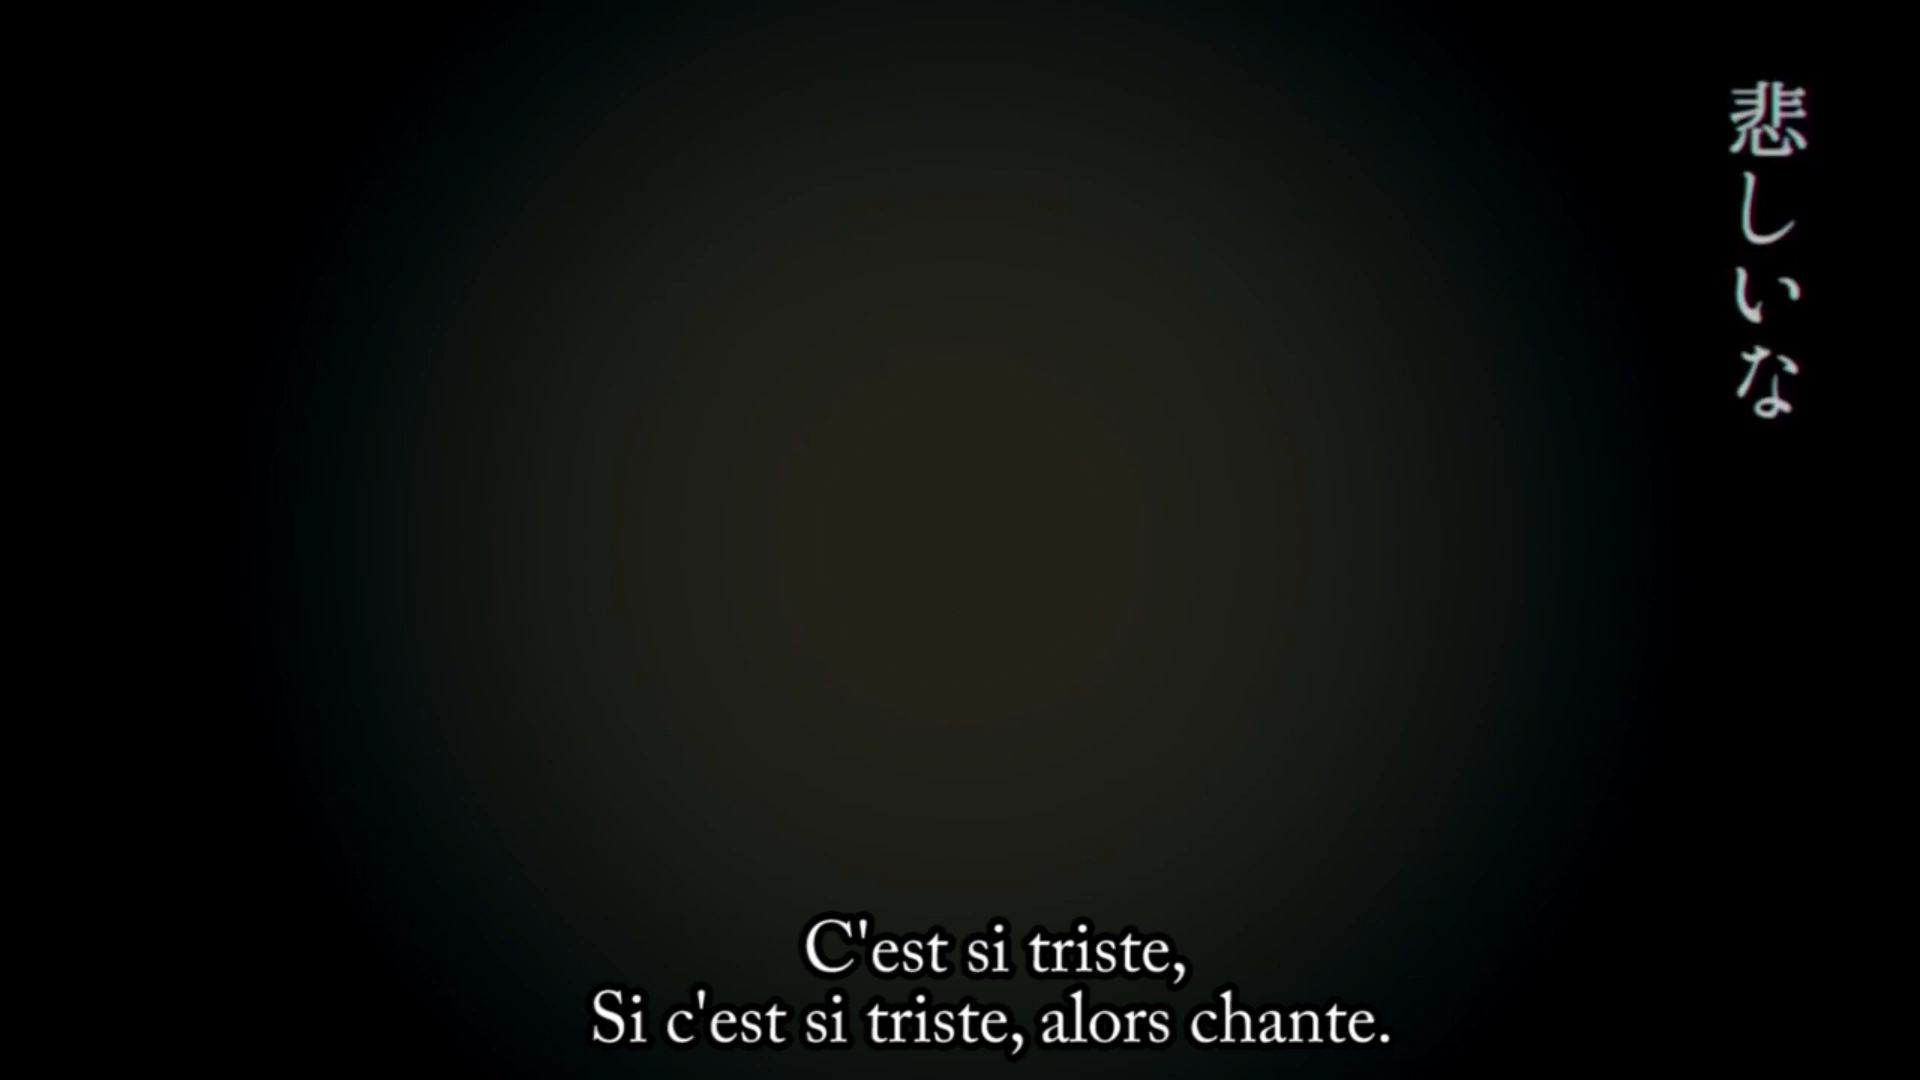 悲しいな
C'est si triste,
Si c'est si triste, alors chante.